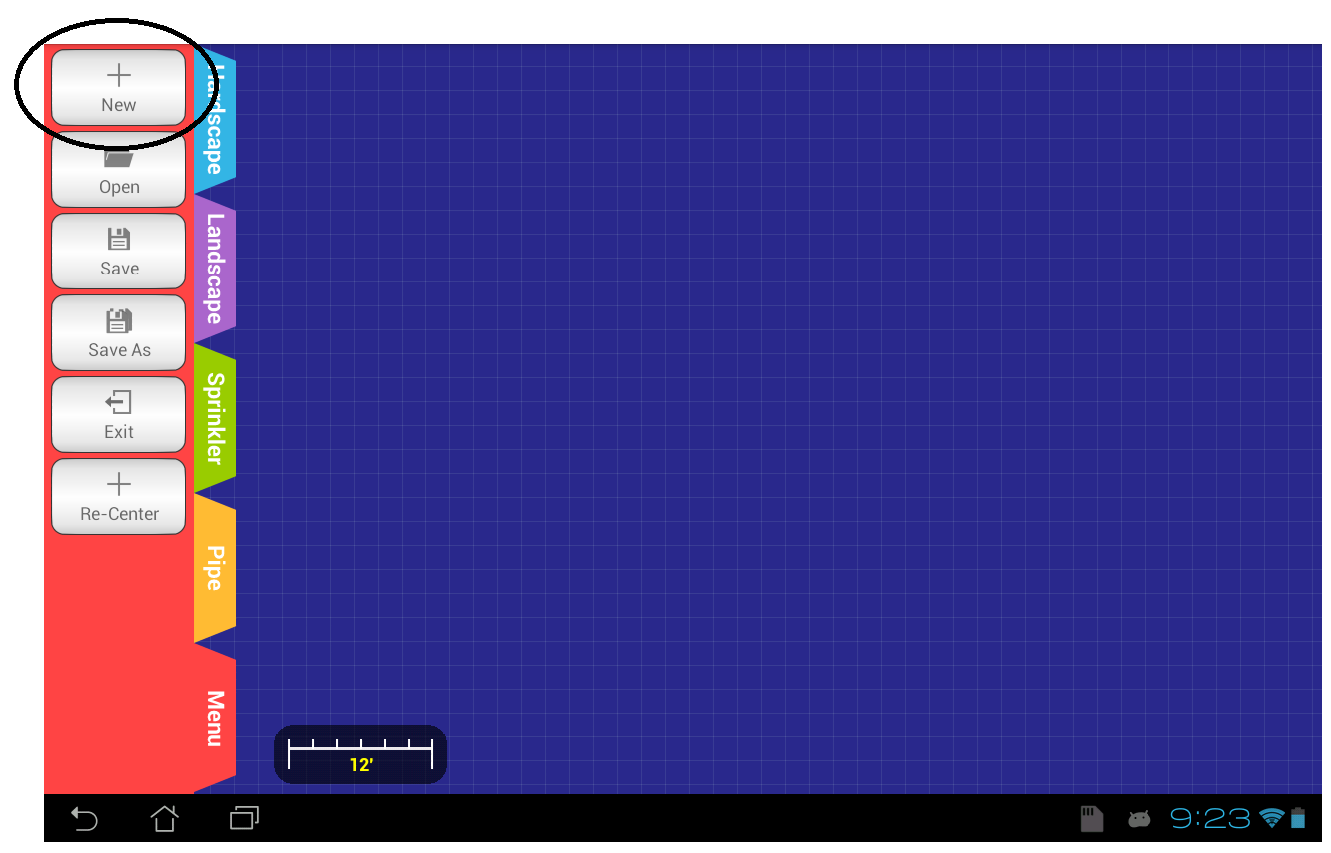 New
Open
Save
Save As
Exit
Re-Center
Hardscape
Landscape
Sprinkler
Pipe
Menu
12'
9:23